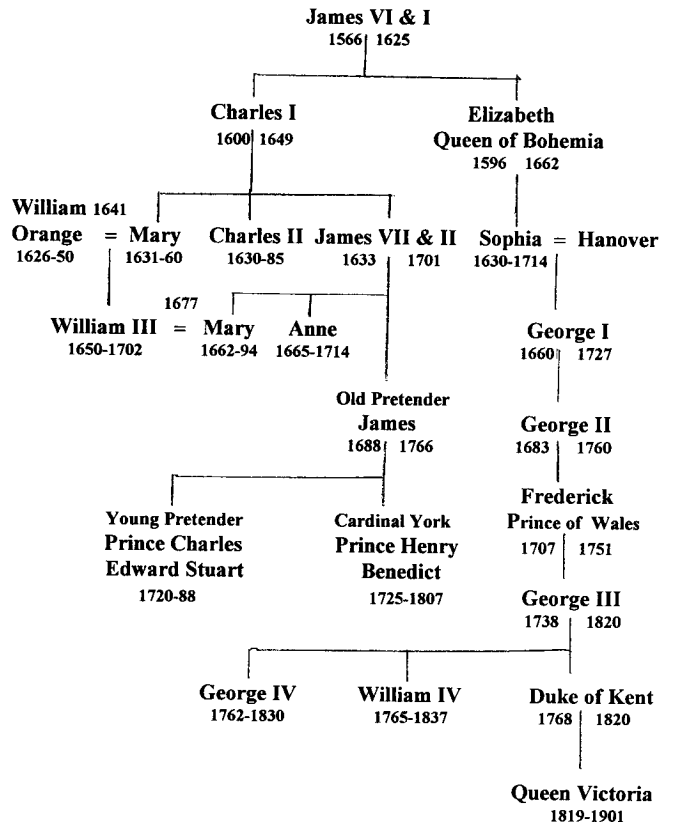 James VI & I
1566 1625
Charles I
1600 1649
Elizabeth
Queen of Bohemia
1596 1662
William 1641
Orange = Mary
1626-50 1631-60
Charles II
1630-85
James VII & II
1633 1701
Sophia = Hanover
1630-1714
1677
William III = Mary
1650-1702 1662-94
Anne
1665-1714
George I
1660 1727
Old Pretender
James
1688 1766
George II
1683 1760
Young Pretender
Prince Charles
Edward Stuart
1720-88
Cardinal York
Prince Henry
Benedict
1725-1807
Frederick
Prince of Wales
1707 1751
George III
1738 1820
George IV
1762-1830
William IV
1765-1837
Duke of Kent
1768 1820
Queen Victoria
1819-1901